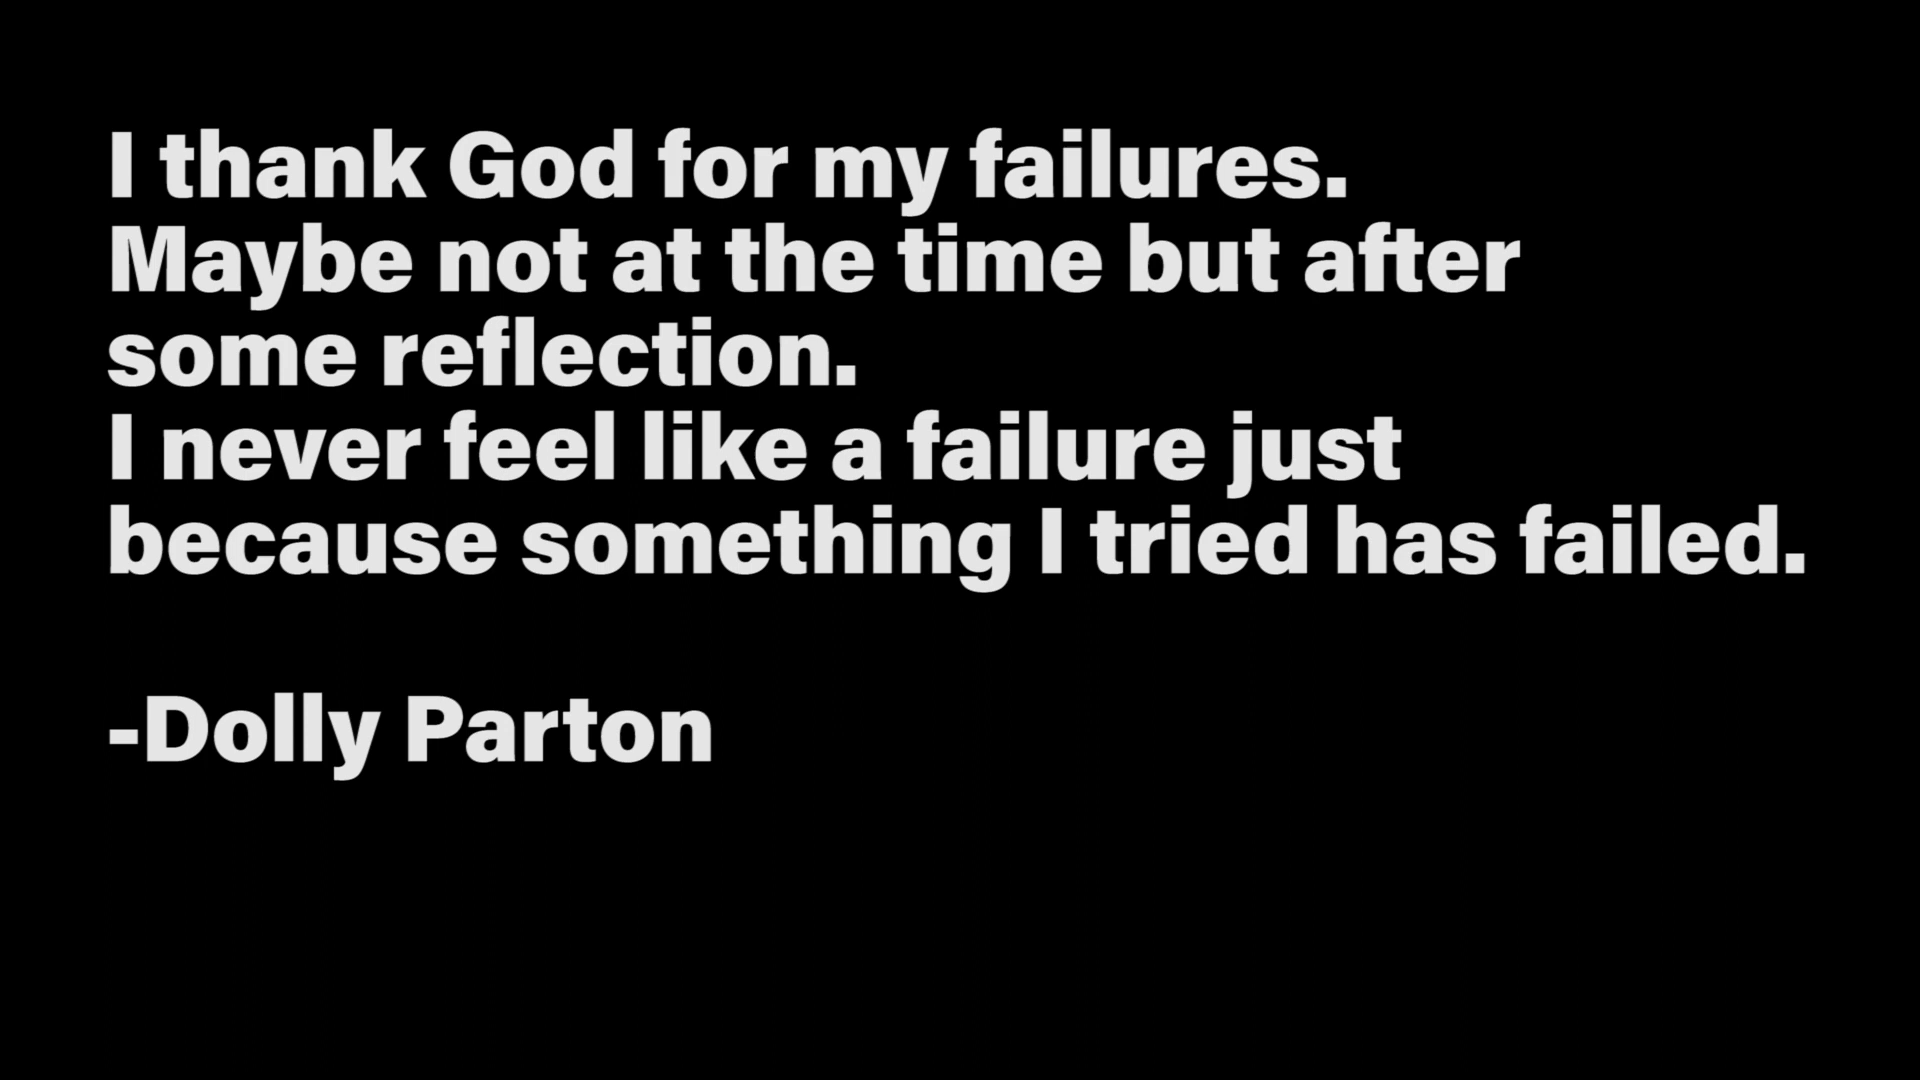 I thank God for my failures.
Maybe not at the time but after
some reflection.
I never feel like a failure just
because something I tried has failed.
-Dolly Parton